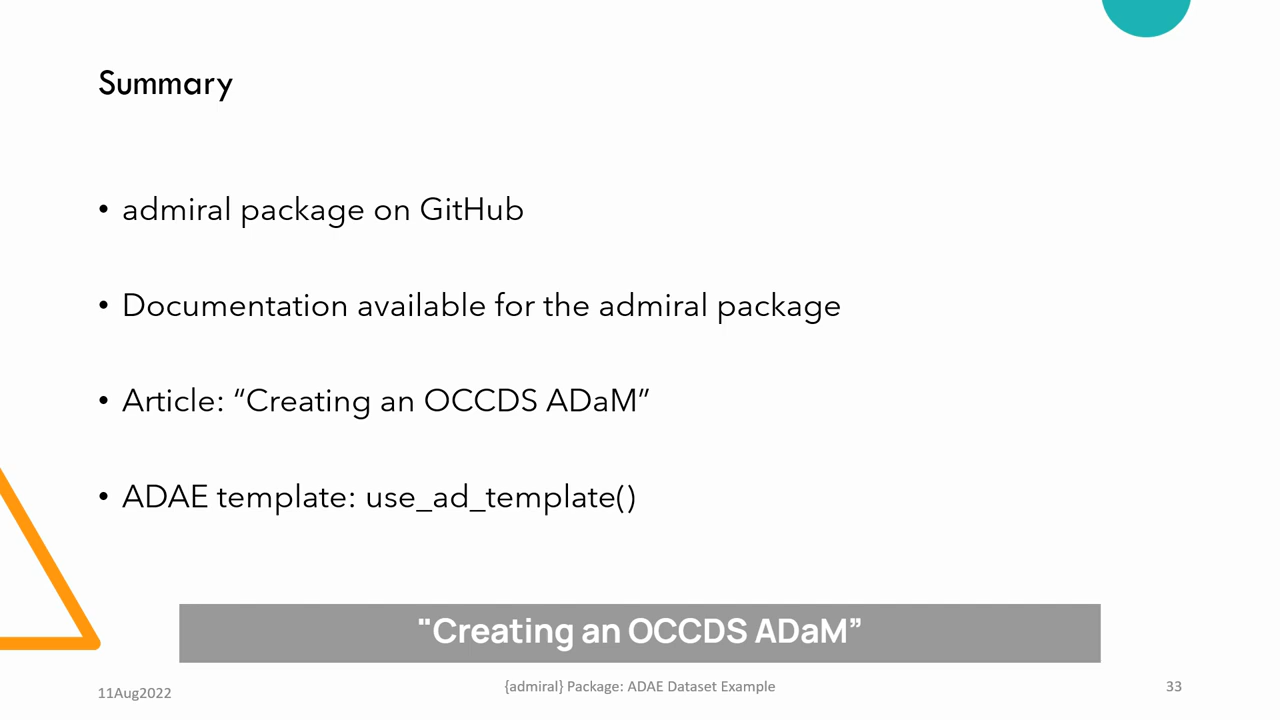 Summary
• admiral package on GitHub
• Documentation available for the admiral package
• Article: “Creating an OCCDS ADaM”
• ADAE template: use_ad_template()
"Creating an OCCDS ADaM”
11Aug2022
{admiral} Package: ADAE Dataset Example
33